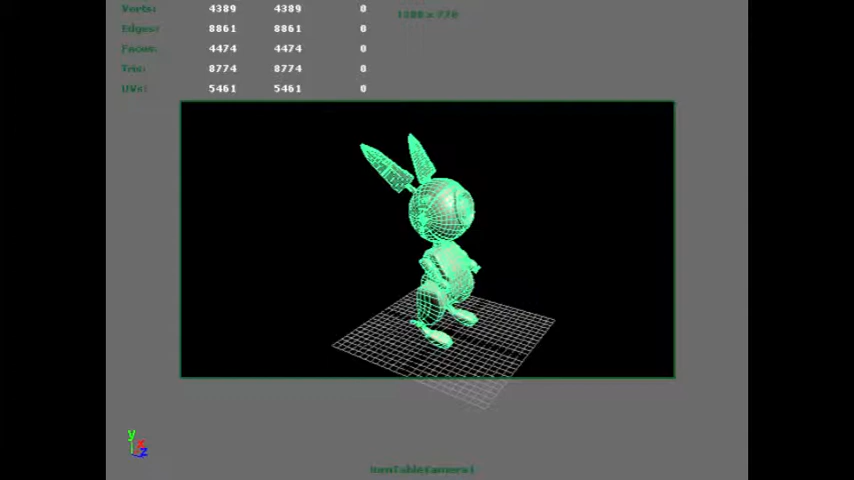 Verts: 4389 4389 0
Edges: 8861 8861 0
Faces: 4474 4474 0
Tris: 8774 8774 0
UVs: 5461 5461 0
y
x
z
turnTableCamera1